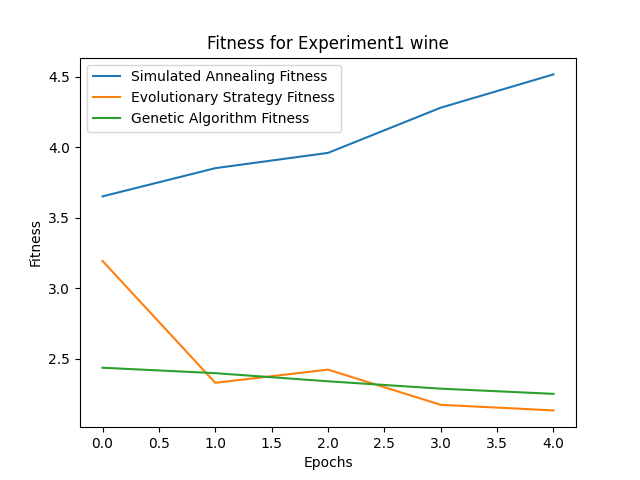 Fitness for Experiment1 wine
Simulated Annealing Fitness
Evolutionary Strategy Fitness
Genetic Algorithm Fitness
4.5
4.0
3.5
3.0
2.5
Fitness
0.0 0.5 1.0 1.5 2.0 2.5 3.0 3.5 4.0
Epochs